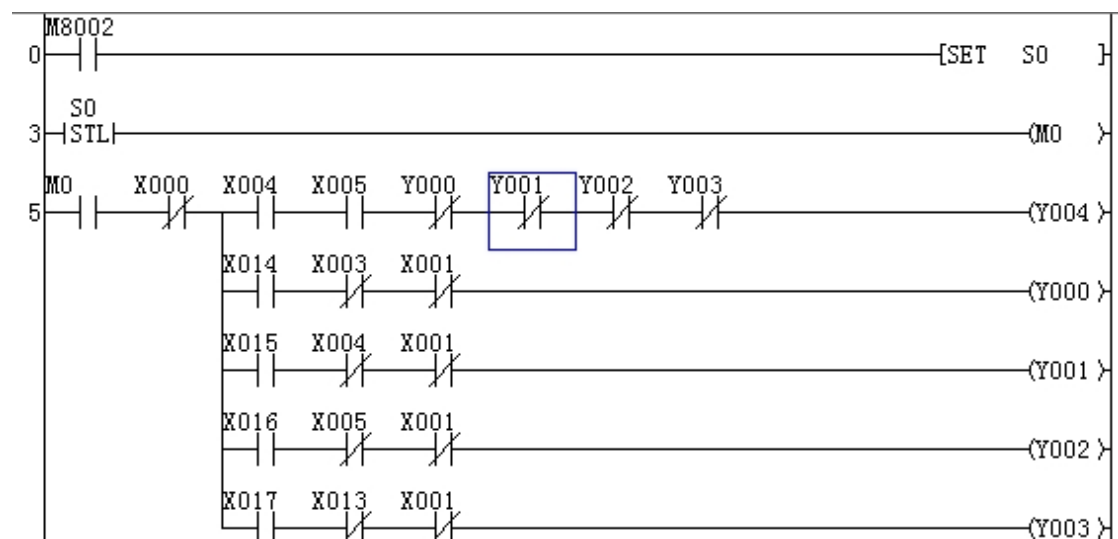 M8002
0 [SET S0 ]
S0
3 STL (M0 )
M0 X000 X004 X005 Y000 Y001 Y002 Y003
5 (Y004 )
X014 X003 X001
(Y000 )
X015 X004 X001
(Y001 )
X016 X005 X001
(Y002 )
X017 X013 X001
(Y003 )